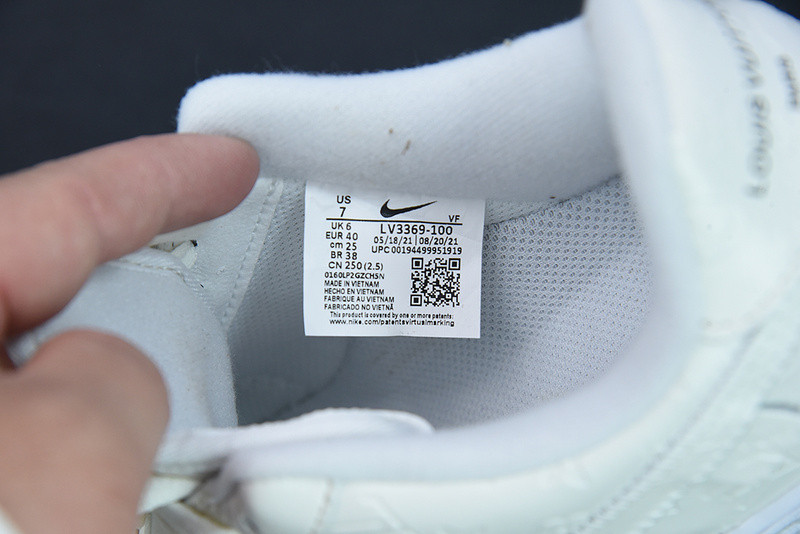 US
7
VF
UK 6
EUR 40
cm 25
BR 38
CN 250 (2.5)
LV3369-100
05/18/21 | 08/20/21
UPC 00194499951919
0160LP2GZCHSN
MADE IN VIETNAM
HECHO EN VIETNAM
FABRIQUE AU VIETNAM
FABRICADO NO VIETNÃ
This product is covered by one or more patents:
www.nike.com/patentsvirtualmarking